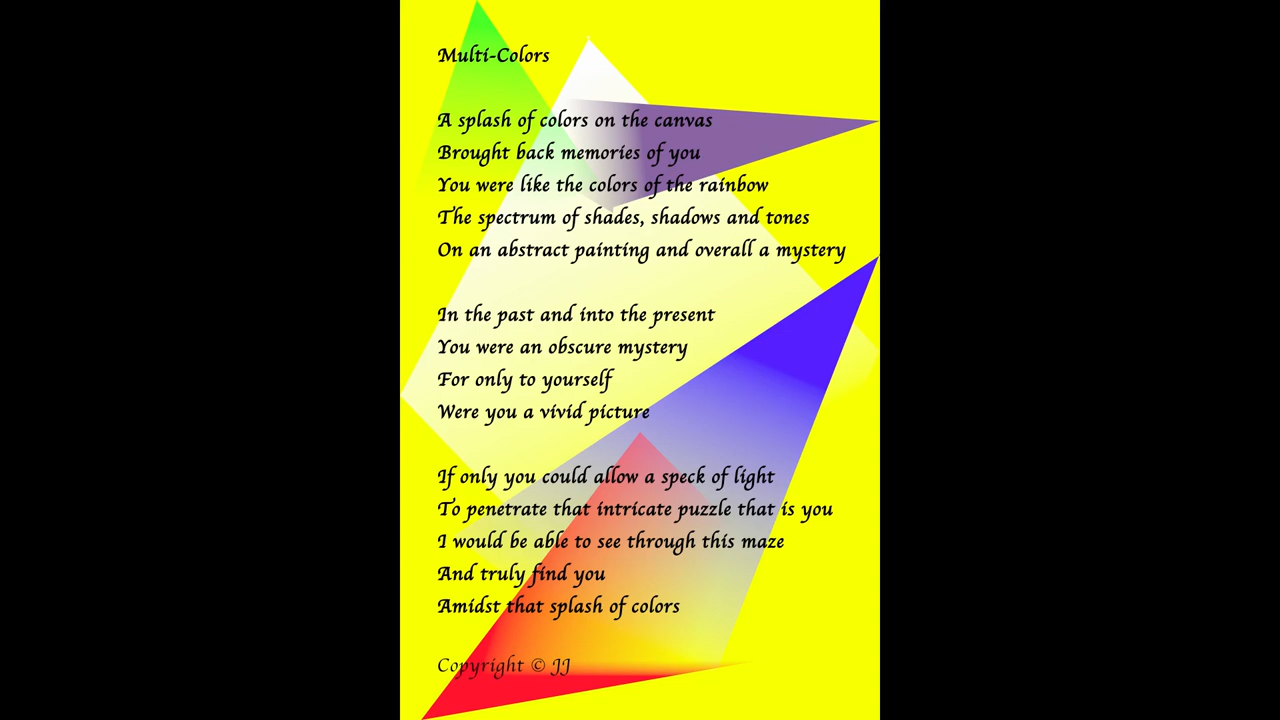 Multi-Colors
A splash of colors on the canvas
Brought back memories of you
You were like the colors of the rainbow
The spectrum of shades, shadows and tones
On an abstract painting and overall a mystery
In the past and into the present
You were an obscure mystery
For only to yourself
Were you a vivid picture
If only you could allow a speck of light
To penetrate that intricate puzzle that is you
I would be able to see through this maze
And truly find you
Amidst that splash of colors
Copyright © JJ